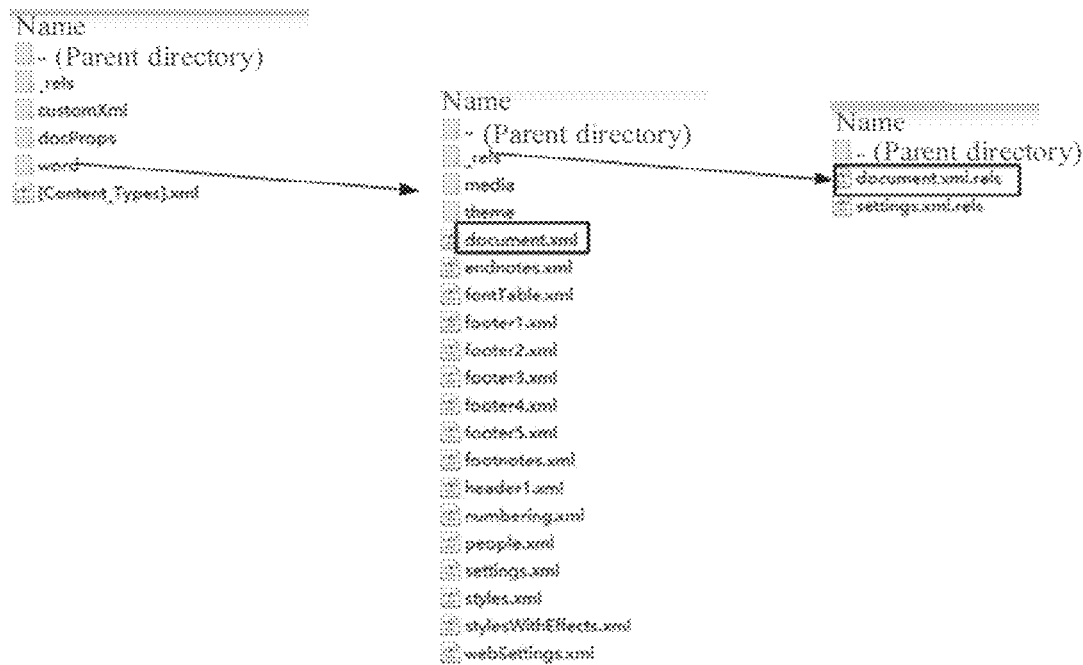 Name
- (Parent directory)
_rels
customXml
docProps
word
[Content_Types].xml
Name
- (Parent directory)
_rels
media
theme
document.xml
endnotes.xml
fontTable.xml
footer1.xml
footer2.xml
footer3.xml
footer4.xml
footer5.xml
footnotes.xml
header1.xml
numbering.xml
people.xml
settings.xml
styles.xml
stylesWithEffects.xml
webSettings.xml
Name
- (Parent directory)
document.xml.rels
settings.xml.rels